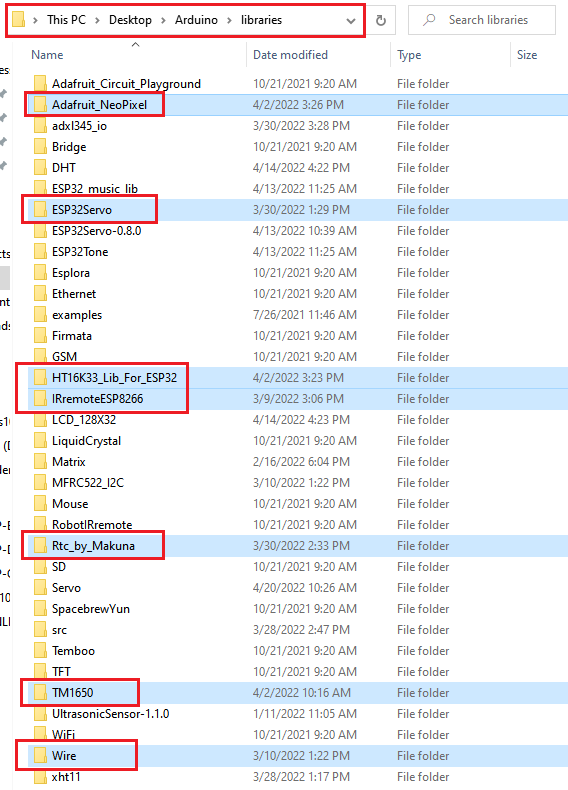 This PC > Desktop > Arduino > libraries
Search libraries
Name Date modified Type Size
Adafruit_Circuit_Playground 10/21/2021 9:20 AM File folder
Adafruit_NeoPixel 4/2/2022 3:26 PM File folder
adxl345_io 3/30/2022 3:28 PM File folder
Bridge 10/21/2021 9:20 AM File folder
DHT 4/14/2022 4:22 PM File folder
ESP32_music_lib 4/13/2022 11:25 AM File folder
ESP32Servo 3/30/2022 1:29 PM File folder
ESP32Servo-0.8.0 4/13/2022 10:39 AM File folder
ESP32Tone 4/13/2022 11:25 AM File folder
Esplora 10/21/2021 9:20 AM File folder
Ethernet 10/21/2021 9:20 AM File folder
examples 7/26/2021 11:46 AM File folder
Firmata 10/21/2021 9:20 AM File folder
GSM 10/21/2021 9:20 AM File folder
HT16K33_Lib_For_ESP32 4/2/2022 3:23 PM File folder
IRremoteESP8266 3/9/2022 3:06 PM File folder
LCD_128X32 4/14/2022 4:23 PM File folder
LiquidCrystal 10/21/2021 9:20 AM File folder
Matrix 2/16/2022 6:04 PM File folder
MFRC522_I2C 3/10/2022 1:22 PM File folder
Mouse 10/21/2021 9:20 AM File folder
RobotIRremote 10/21/2021 9:20 AM File folder
Rtc_by_Makuna 3/30/2022 2:33 PM File folder
SD 10/21/2021 9:20 AM File folder
Servo 4/20/2022 10:26 AM File folder
SpacebrewYun 10/21/2021 9:20 AM File folder
src 3/28/2022 2:47 PM File folder
Temboo 10/21/2021 9:20 AM File folder
TFT 10/21/2021 9:20 AM File folder
TM1650 4/2/2022 10:16 AM File folder
UltrasonicSensor-1.1.0 1/11/2022 11:05 AM File folder
WiFi 10/21/2021 9:20 AM File folder
Wire 3/10/2022 1:22 PM File folder
xht11 3/28/2022 1:17 PM File folder